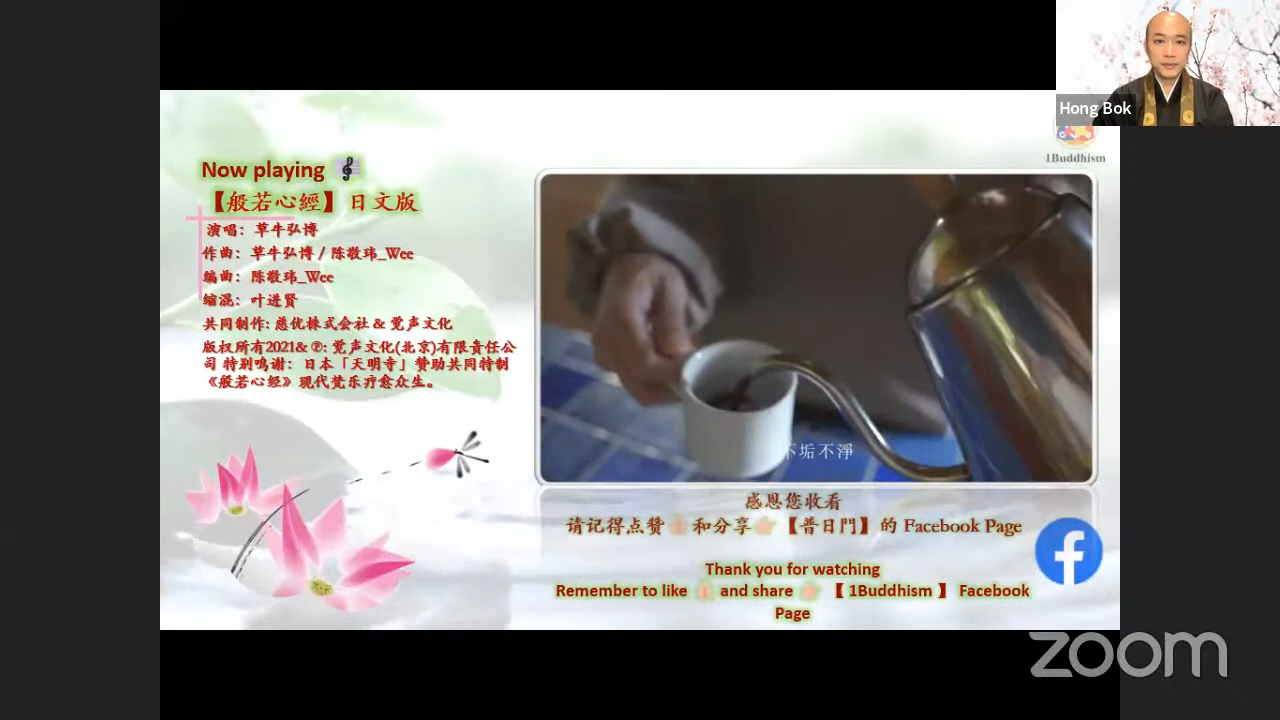 Hong Bok
1Buddhism
Now playing
【般若心經】日文版
演唱：草牛弘博
作曲：草牛弘博 / 陈敬玮_Wee
编曲：陈敬玮_Wee
缩混：叶进贤
共同制作: 慈优株式会社 & 觉声文化
版权所有2021& ℗: 觉声文化(北京)有限责任公
司 特别鸣谢：日本「天明寺」赞助共同特制
《般若心经》现代梵乐疗愈众生。
不垢不淨
感恩您收看
请记得点赞 和分享 【普日門】的 Facebook Page
Thank you for watching
Remember to like and share 【 1Buddhism 】 Facebook
Page
zoom